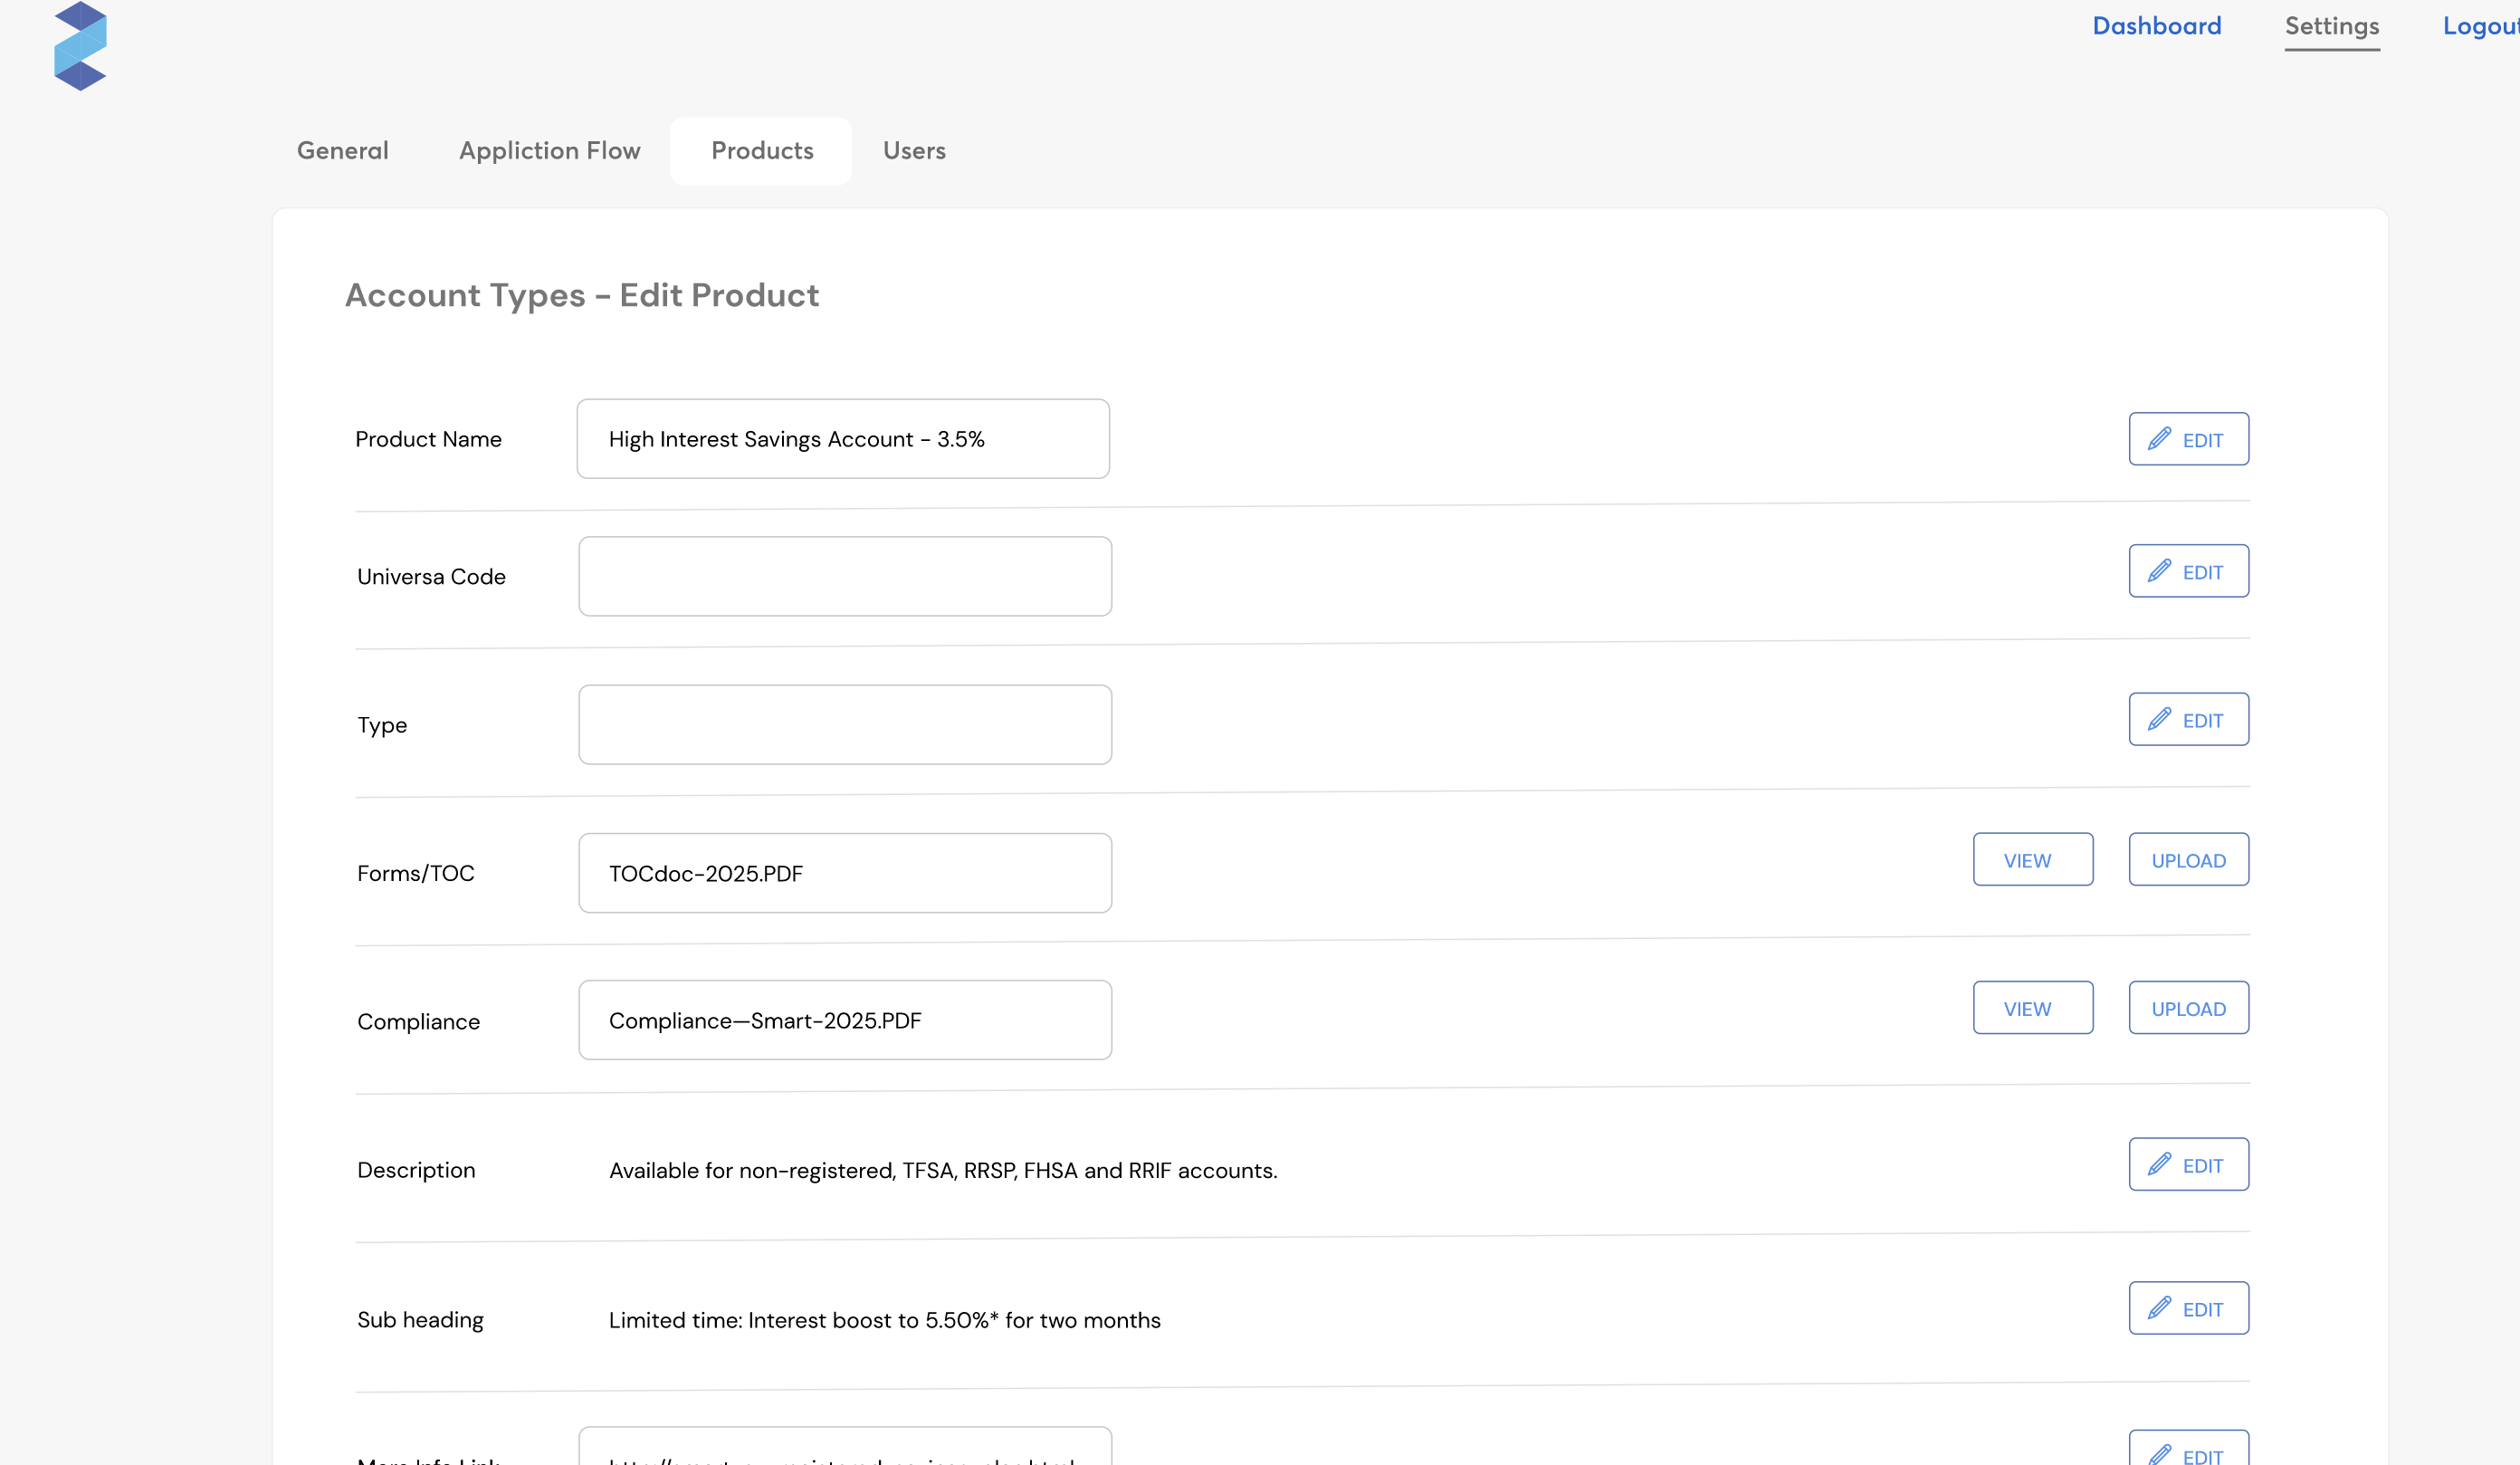 Dashboard Settings Logout
General Appliction Flow Products Users
Account Types - Edit Product
Product Name High Interest Savings Account - 3.5% EDIT
Universa Code EDIT
Type EDIT
Forms/TOC TOCdoc-2025.PDF VIEW UPLOAD
Compliance Compliance—Smart-2025.PDF VIEW UPLOAD
Description Available for non-registered, TFSA, RRSP, FHSA and RRIF accounts. EDIT
Sub heading Limited time: Interest boost to 5.50%* for two months EDIT
More Info Link EDIT